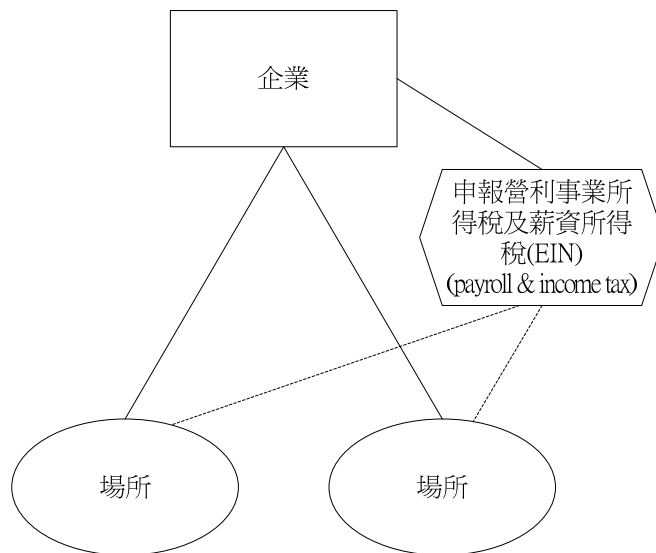 企業
申報營利事業所
得稅及薪資所得
稅(EIN)
(payroll & income tax)
場所
場所